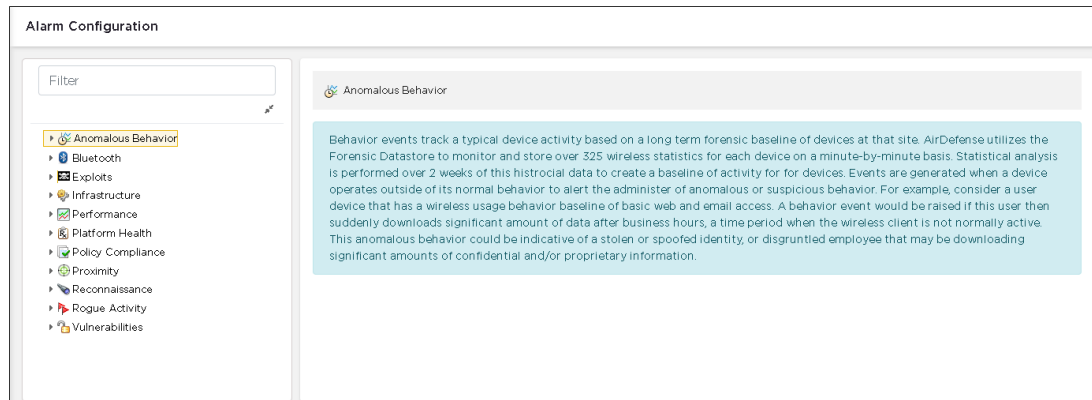 Alarm Configuration
Filter
Anomalous Behavior
Bluetooth
Exploits
Infrastructure
Performance
Platform Health
Policy Compliance
Proximity
Reconnaissance
Rogue Activity
Vulnerabilities
Anomalous Behavior
Behavior events track a typical device activity based on a long term forensic baseline of devices at that site. AirDefense utilizes the
Forensic Datastore to monitor and store over 325 wireless statistics for each device on a minute-by-minute basis. Statistical analysis
is performed over 2 weeks of this histrocial data to create a baseline of activity for for devices. Events are generated when a device
operates outside of its normal behavior to alert the administer of anomalous or suspicious behavior. For example, consider a user
device that has a wireless usage behavior baseline of basic web and email access. A behavior event would be raised if this user then
suddenly downloads significant amount of data after business hours, a time period when the wireless client is not normally active.
This anomalous behavior could be indicative of a stolen or spoofed identity, or disgruntled employee that may be downloading
significant amounts of confidential and/or proprietary information.